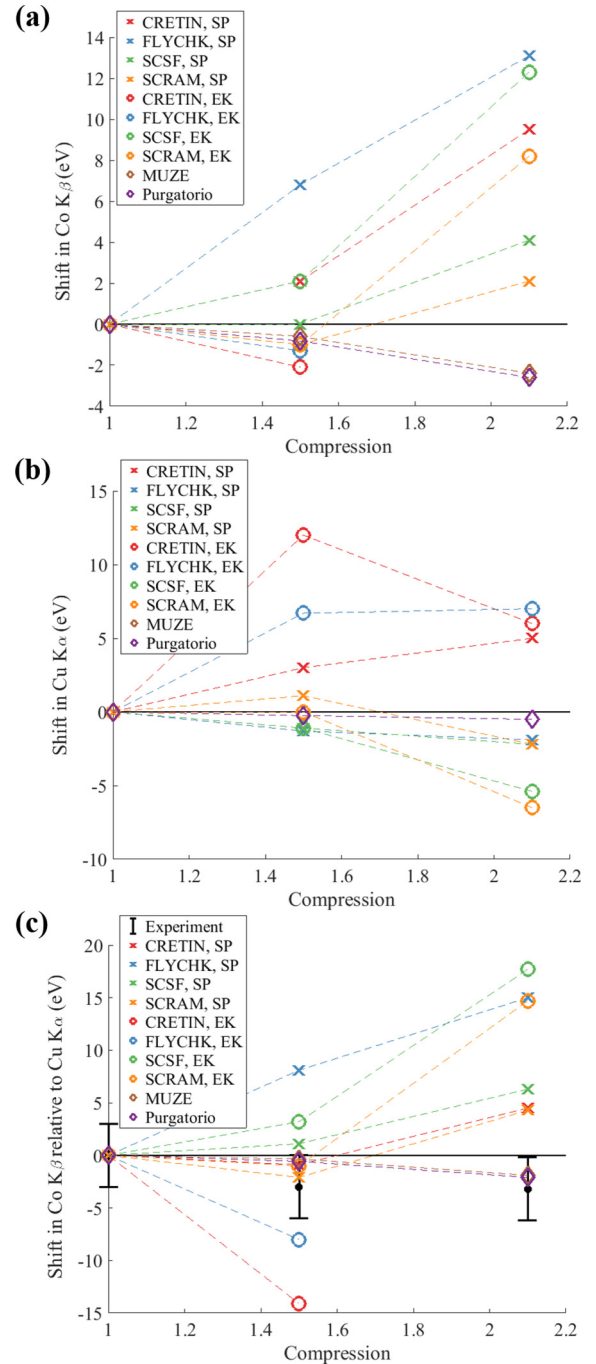 (a)
14
12
10
8
6
4
2
0
-2
-4
Shift in Co Kβ (eV)
CRETIN, SP
FLYCHK, SP
SCSF, SP
SCRAM, SP
CRETIN, EK
FLYCHK, EK
SCSF, EK
SCRAM, EK
MUZE
Purgatorio
1 1.2 1.4 1.6 1.8 2 2.2
Compression
(b)
15
10
5
0
-5
-10
Shift in Cu Kα (eV)
CRETIN, SP
FLYCHK, SP
SCSF, SP
SCRAM, SP
CRETIN, EK
FLYCHK, EK
SCSF, EK
SCRAM, EK
MUZE
Purgatorio
1 1.2 1.4 1.6 1.8 2 2.2
Compression
(c)
20
15
10
5
0
-5
-10
-15
Shift in Co Kβ relative to Cu Kα (eV)
Experiment
CRETIN, SP
FLYCHK, SP
SCSF, SP
SCRAM, SP
CRETIN, EK
FLYCHK, EK
SCSF, EK
SCRAM, EK
MUZE
Purgatorio
1 1.2 1.4 1.6 1.8 2 2.2
Compression